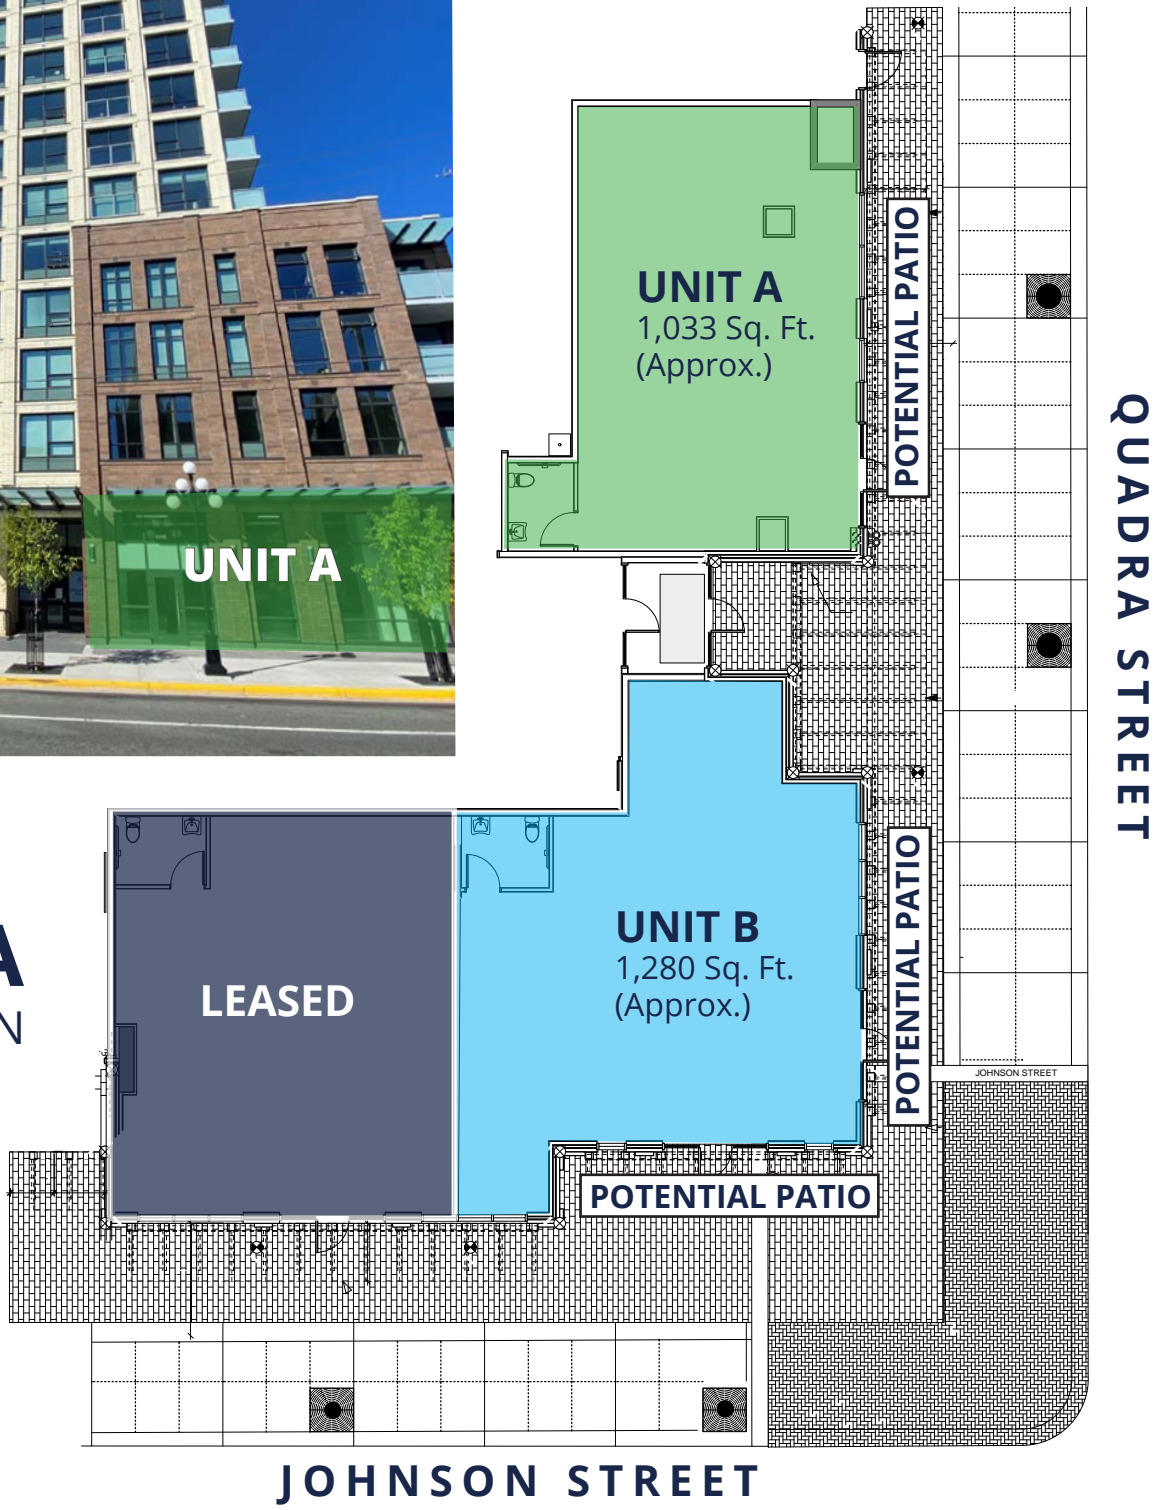 UNIT A
UNIT A
1,033 Sq. Ft.
(Approx.)
POTENTIAL PATIO
QUADRA STREET
UNIT B
1,280 Sq. Ft.
(Approx.)
POTENTIAL PATIO
A
N
LEASED
JOHNSON STREET
POTENTIAL PATIO
JOHNSON STREET